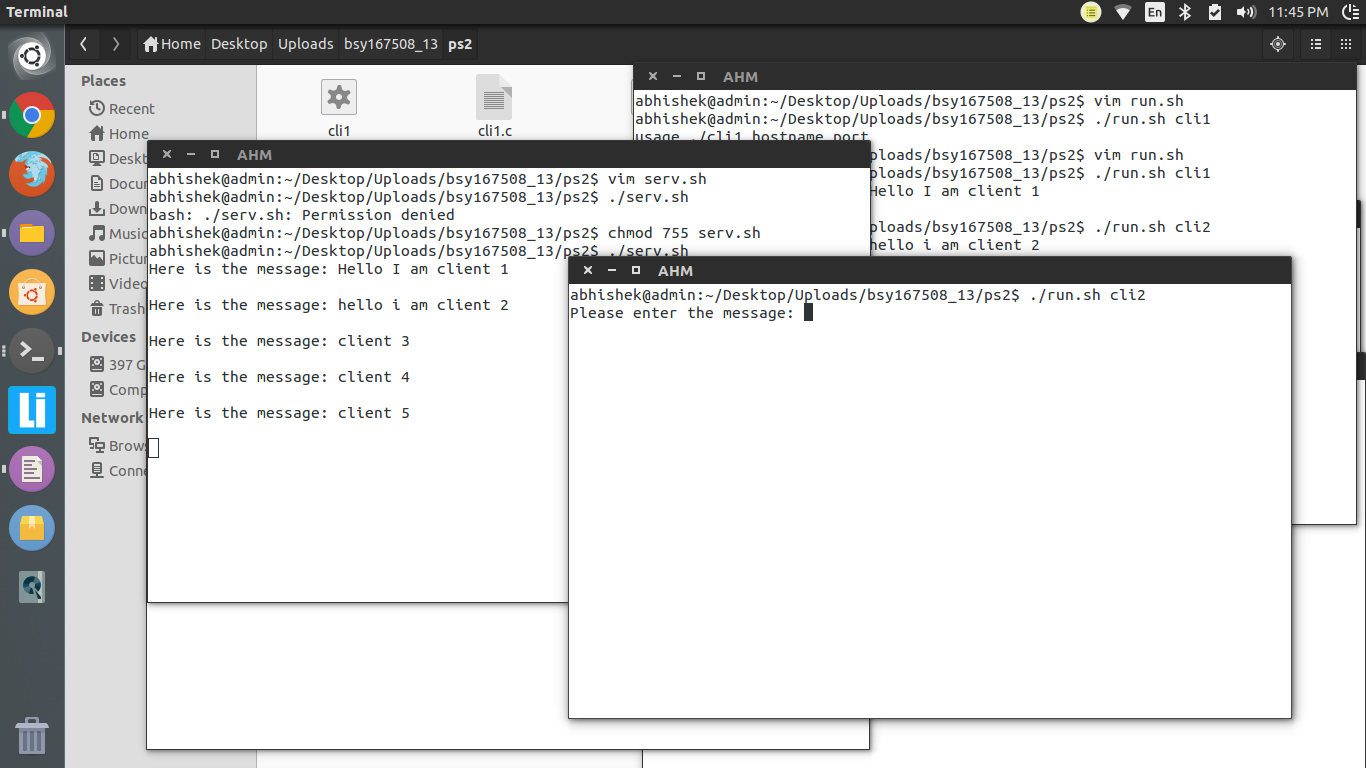 Terminal
En
11:45 PM
Home Desktop Uploads bsy167508_13 ps2
Places
Recent
Home
Deskt
Docu
Down
Music
Pictu
Video
Trash
Devices
397 G
Comp
Network
Brow
Conne
cli1
cli1.c
AHM
abhishek@admin:~/Desktop/Uploads/bsy167508_13/ps2$ vim run.sh
abhishek@admin:~/Desktop/Uploads/bsy167508_13/ps2$ ./run.sh cli1
usage ./cli1 hostname port
ploads/bsy167508_13/ps2$ vim run.sh
ploads/bsy167508_13/ps2$ ./run.sh cli1
Hello I am client 1
ploads/bsy167508_13/ps2$ ./run.sh cli2
hello i am client 2
AHM
abhishek@admin:~/Desktop/Uploads/bsy167508_13/ps2$ vim serv.sh
abhishek@admin:~/Desktop/Uploads/bsy167508_13/ps2$ ./serv.sh
bash: ./serv.sh: Permission denied
abhishek@admin:~/Desktop/Uploads/bsy167508_13/ps2$ chmod 755 serv.sh
abhishek@admin:~/Desktop/Uploads/bsy167508_13/ps2$ ./serv.sh
Here is the message: Hello I am client 1
Here is the message: hello i am client 2
Here is the message: client 3
Here is the message: client 4
Here is the message: client 5
AHM
abhishek@admin:~/Desktop/Uploads/bsy167508_13/ps2$ ./run.sh cli2
Please enter the message:
Li